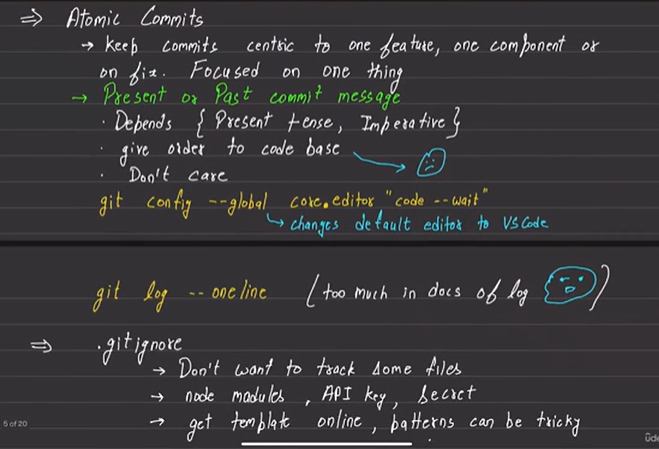 ⇒ Atomic Commits
→ keep commits centric to one feature, one component or
on fix. Focused on one thing
→ Present or Past commit message
· Depends { Present tense, Imperative }
· give order to code base
· Don't care
git config --global core.editor "code --wait"
↳ changes default editor to VSCode
git log --oneline (too much in docs of log )
⇒ .gitignore
→ Don't want to track some files
→ node modules, API key, Secret
→ get template online, patterns can be tricky
5 of 20
ûde